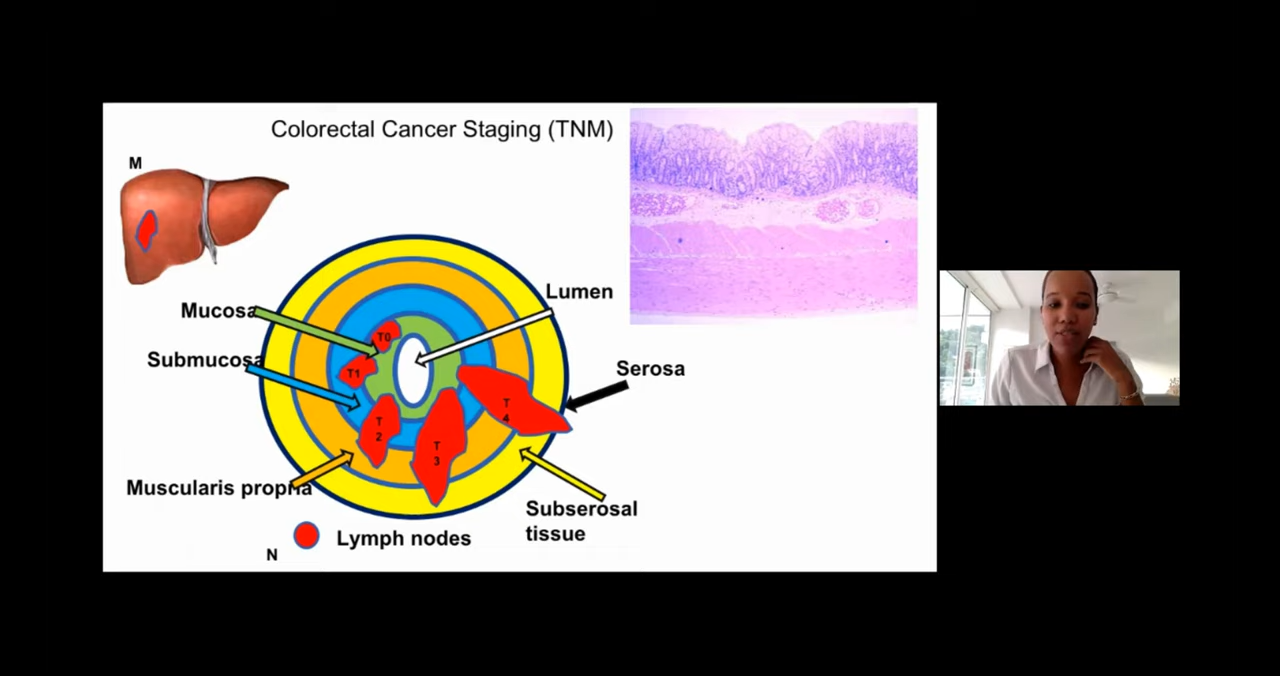 Colorectal Cancer Staging (TNM)
M
Lumen
Mucosa
T0
Submucosa
T1
Serosa
T
4
T
2
T
3
Muscularis propria
Subserosal
tissue
Lymph nodes
N